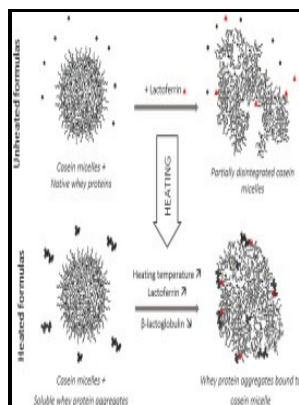 Unheated formulas
+ Lactoferrin
Casein micelles +
Native whey proteins
Partially disintegrated casein
micelles
HEATING
Heated formulas
Heating temperature ↗
Lactoferrin ↗
β-lactoglobulin ↘
Casein micelles +
Soluble whey protein aggregates
Whey protein aggregates bound to
casein micelle